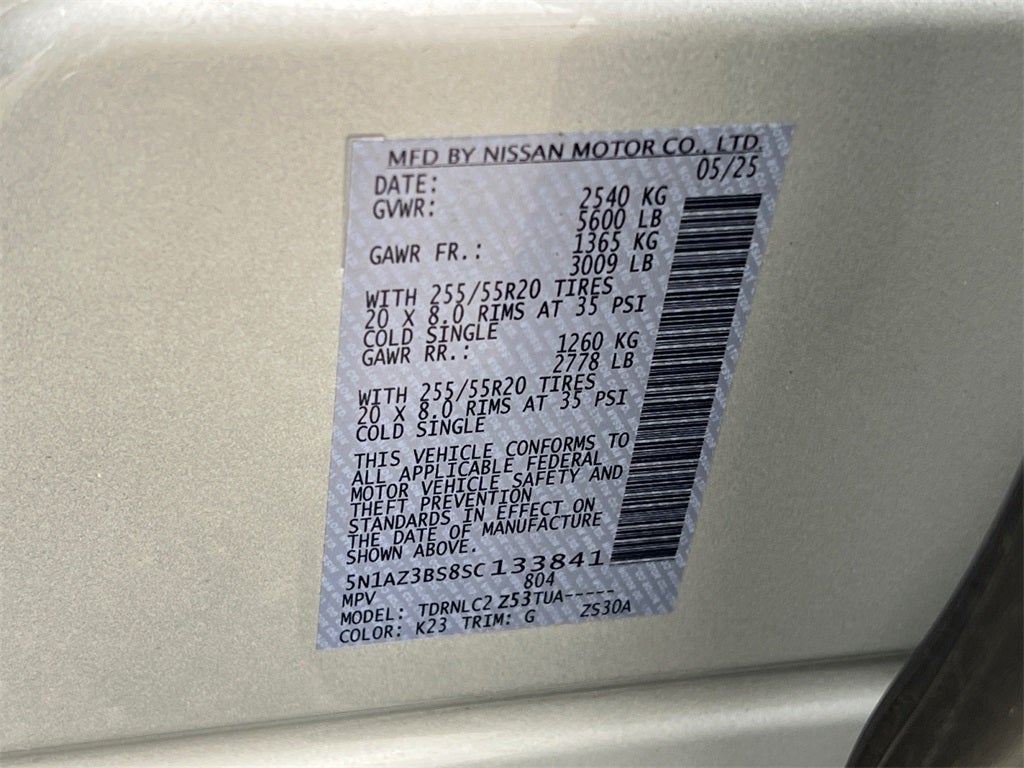 MFD BY NISSAN MOTOR CO., LTD.
DATE: 05/25
GVWR: 2540 KG
5600 LB
GAWR FR.: 1365 KG
3009 LB
WITH 255/55R20 TIRES
20 X 8.0 RIMS AT 35 PSI
COLD SINGLE
GAWR RR.: 1260 KG
2778 LB
WITH 255/55R20 TIRES
20 X 8.0 RIMS AT 35 PSI
COLD SINGLE
THIS VEHICLE CONFORMS TO
ALL APPLICABLE FEDERAL
MOTOR VEHICLE SAFETY AND
THEFT PREVENTION
STANDARDS IN EFFECT ON
THE DATE OF MANUFACTURE
SHOWN ABOVE.
5N1AZ3BS8SC133841
MPV 804
MODEL: TDRNLC2 Z53TUA-----
COLOR: K23 TRIM: G ZS30A